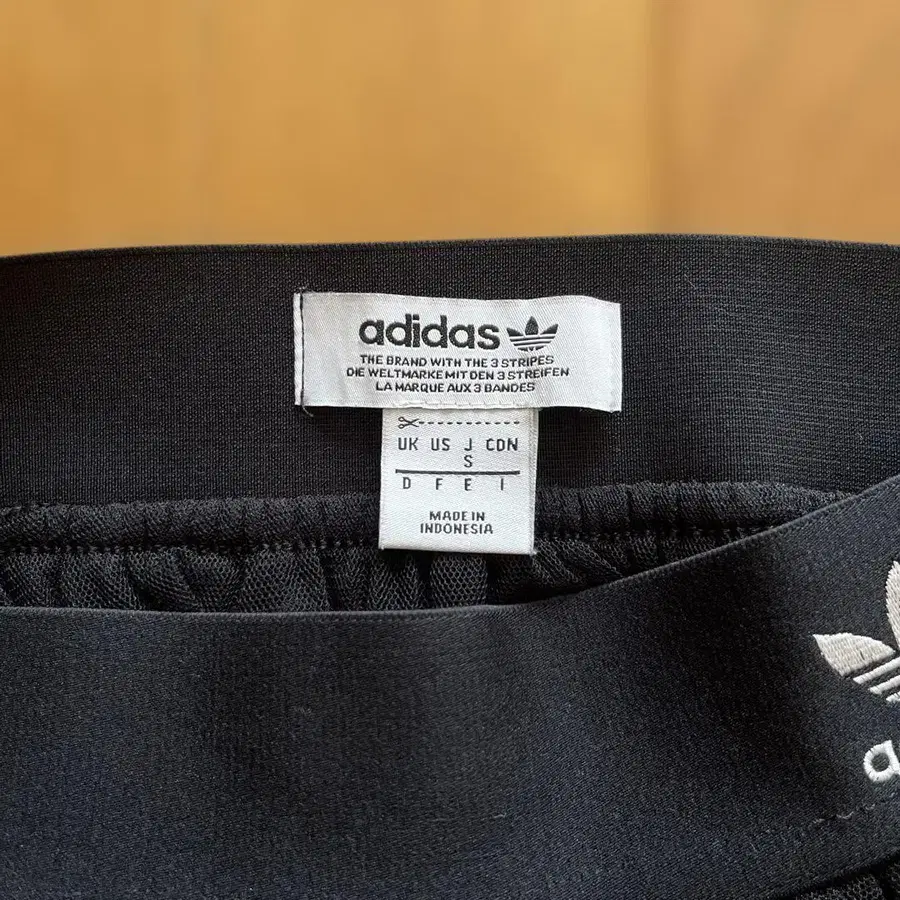 adidas
THE BRAND WITH THE 3 STRIPES
DIE WELTMARKE MIT DEN 3 STREIFEN
LA MARQUE AUX 3 BANDES
UK US J CDN
S
D F E I
MADE IN
INDONESIA